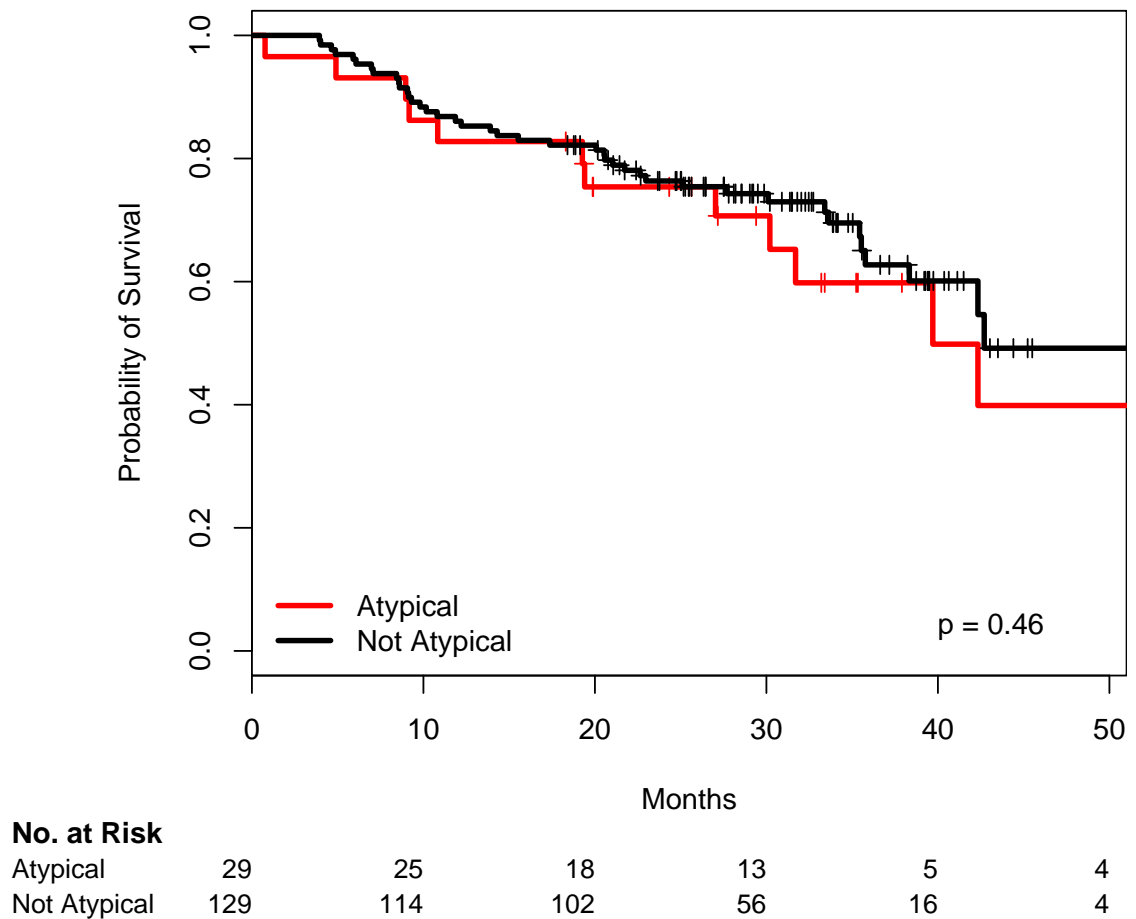 1.0
0.8
0.6
0.4
0.2
0.0
Probability of Survival
Atypical
Not Atypical
p = 0.46
0 10 20 30 40 50
Months
No. at Risk
Atypical 29 25 18 13 5 4
Not Atypical 129 114 102 56 16 4